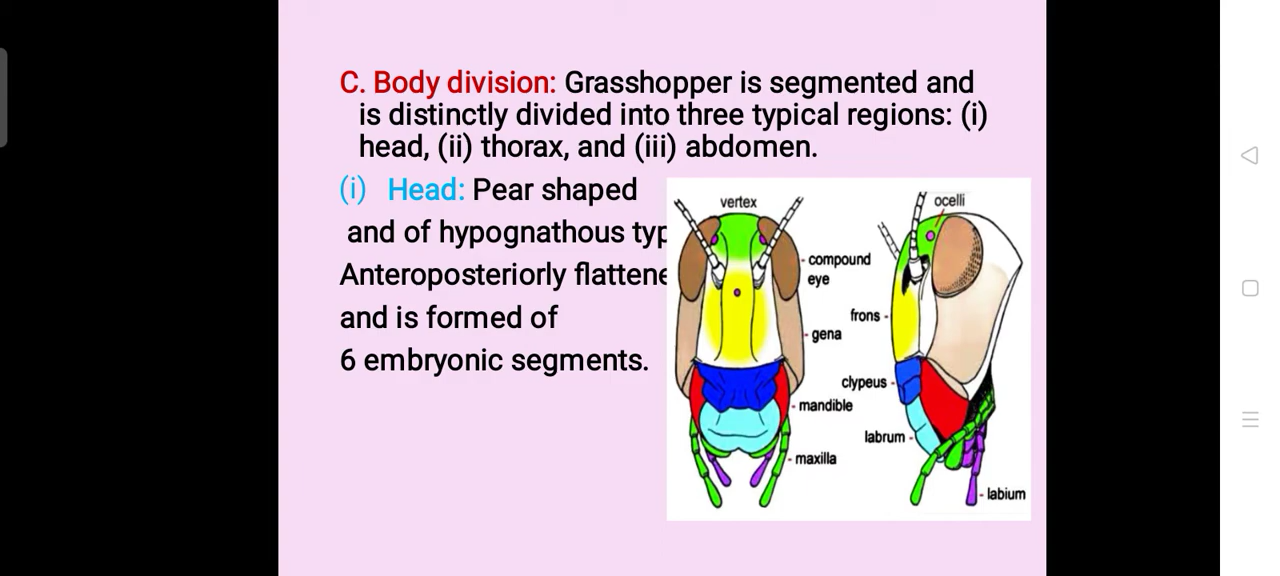 C. Body division: Grasshopper is segmented and
is distinctly divided into three typical regions: (i)
head, (ii) thorax, and (iii) abdomen.
(i) Head: Pear shaped
and of hypognathous typ
Anteroposteriorly flattene
and is formed of
6 embryonic segments.
vertex
ocelli
compound
eye
frons
gena
clypeus
mandible
labrum
maxilla
labium